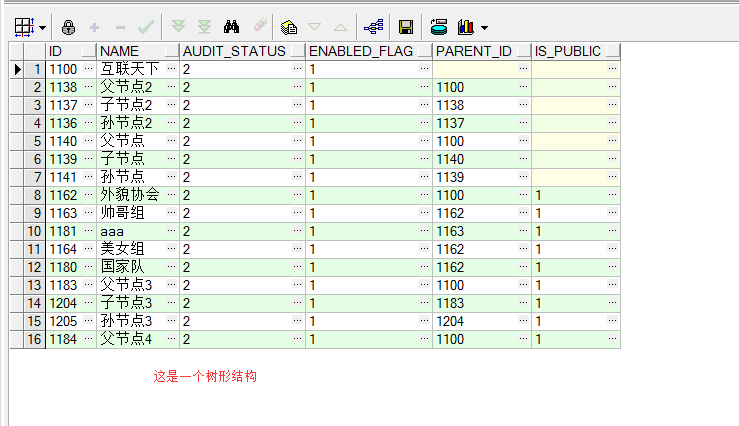 ID NAME AUDIT_STATUS ENABLED_FLAG PARENT_ID IS_PUBLIC
1 1100 ... 互联天下 ... 2 ... 1 ... ... ...
2 1138 ... 父节点2 ... 2 ... 1 ... 1100 ... ...
3 1137 ... 子节点2 ... 2 ... 1 ... 1138 ... ...
4 1136 ... 孙节点2 ... 2 ... 1 ... 1137 ... ...
5 1140 ... 父节点 ... 2 ... 1 ... 1100 ... ...
6 1139 ... 子节点 ... 2 ... 1 ... 1140 ... ...
7 1141 ... 孙节点 ... 2 ... 1 ... 1139 ... ...
8 1162 ... 外貌协会 ... 2 ... 1 ... 1100 ... 1 ...
9 1163 ... 帅哥组 ... 2 ... 1 ... 1162 ... 1 ...
10 1181 ... aaa ... 2 ... 1 ... 1163 ... 1 ...
11 1164 ... 美女组 ... 2 ... 1 ... 1162 ... 1 ...
12 1180 ... 国家队 ... 2 ... 1 ... 1162 ... 1 ...
13 1183 ... 父节点3 ... 2 ... 1 ... 1100 ... 1 ...
14 1204 ... 子节点3 ... 2 ... 1 ... 1183 ... 1 ...
15 1205 ... 孙节点3 ... 2 ... 1 ... 1204 ... 1 ...
16 1184 ... 父节点4 ... 2 ... 1 ... 1100 ... 1 ...
这是一个树形结构